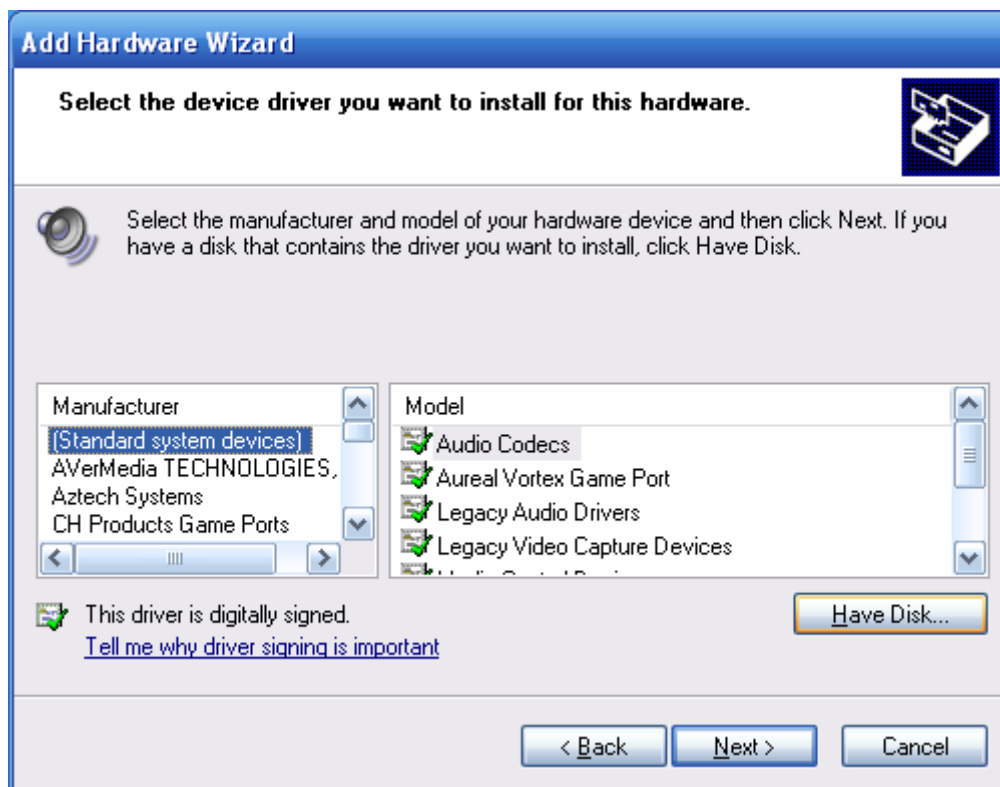 Add Hardware Wizard
Select the device driver you want to install for this hardware.
Select the manufacturer and model of your hardware device and then click Next. If you
have a disk that contains the driver you want to install, click Have Disk.
Manufacturer
(Standard system devices)
AVerMedia TECHNOLOGIES,
Aztech Systems
CH Products Game Ports
Model
Audio Codecs
Aureal Vortex Game Port
Legacy Audio Drivers
Legacy Video Capture Devices
This driver is digitally signed.
Tell me why driver signing is important
Have Disk...
< Back
Next >
Cancel